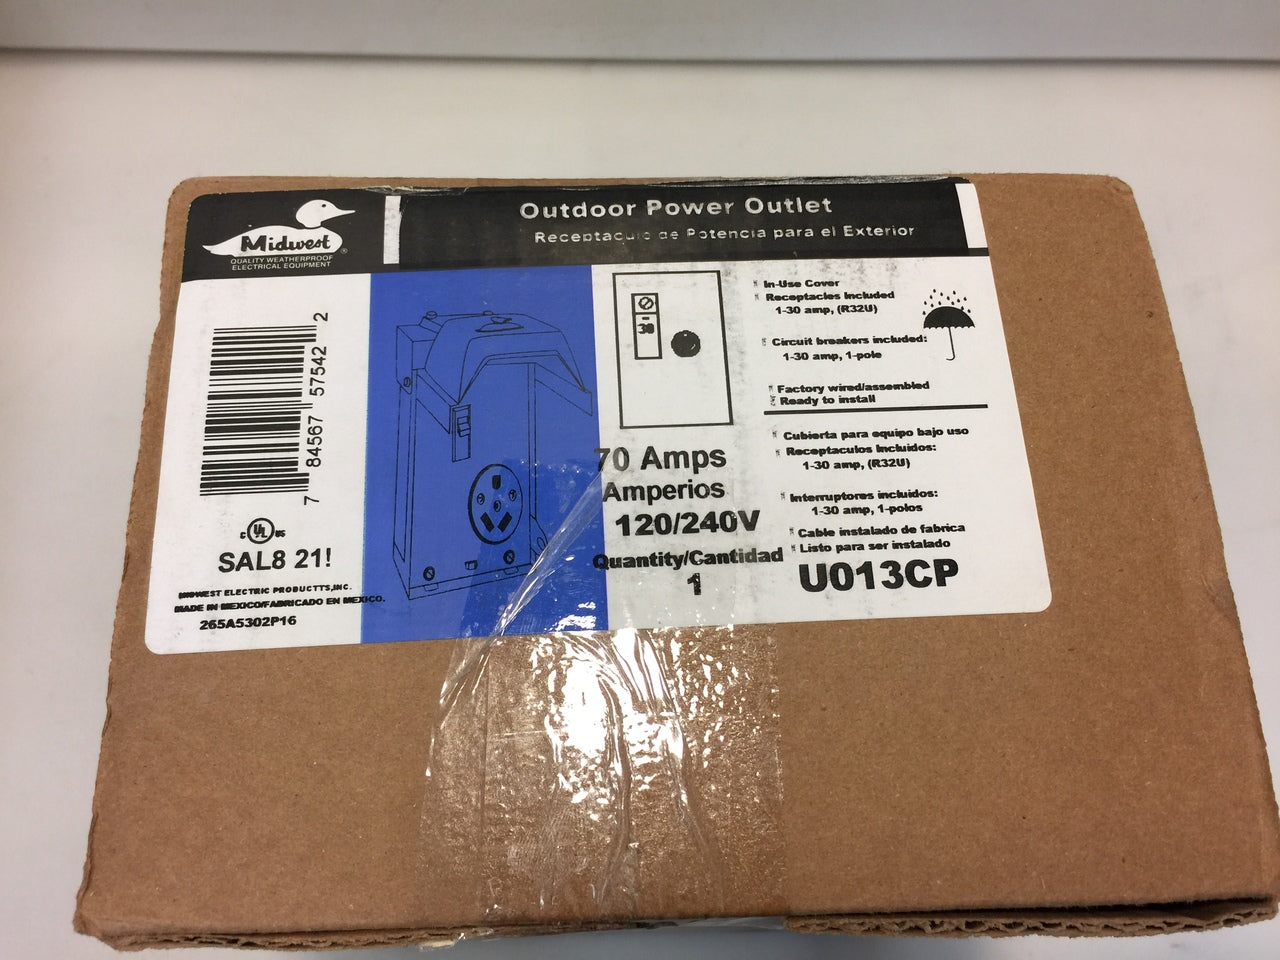 Midwest
®
QUALITY WEATHERPROOF
ELECTRICAL EQUIPMENT
Outdoor Power Outlet
Receptaculo de Potencia para el Exterior
7 84567 57542 2
C UL US
SAL8 21!
MIDWEST ELECTRIC PRODUCTTS,INC.
MADE IN MEXICO/FABRICADO EN MEXICO.
265A5302P16
30
70 Amps
Amperios
120/240V
Quantity/Cantidad
1
In-Use Cover
Receptacles Included
1-30 amp, (R32U)
Circuit breakers included:
1-30 amp, 1-pole
Factory wired/assembled
Ready to install
Cubierta para equipo bajo uso
Receptaculos Incluidos:
1-30 amp, (R32U)
Interruptores incluidos:
1-30 amp, 1-polos
Cable instalado de fabrica
Listo para ser instalado
U013CP